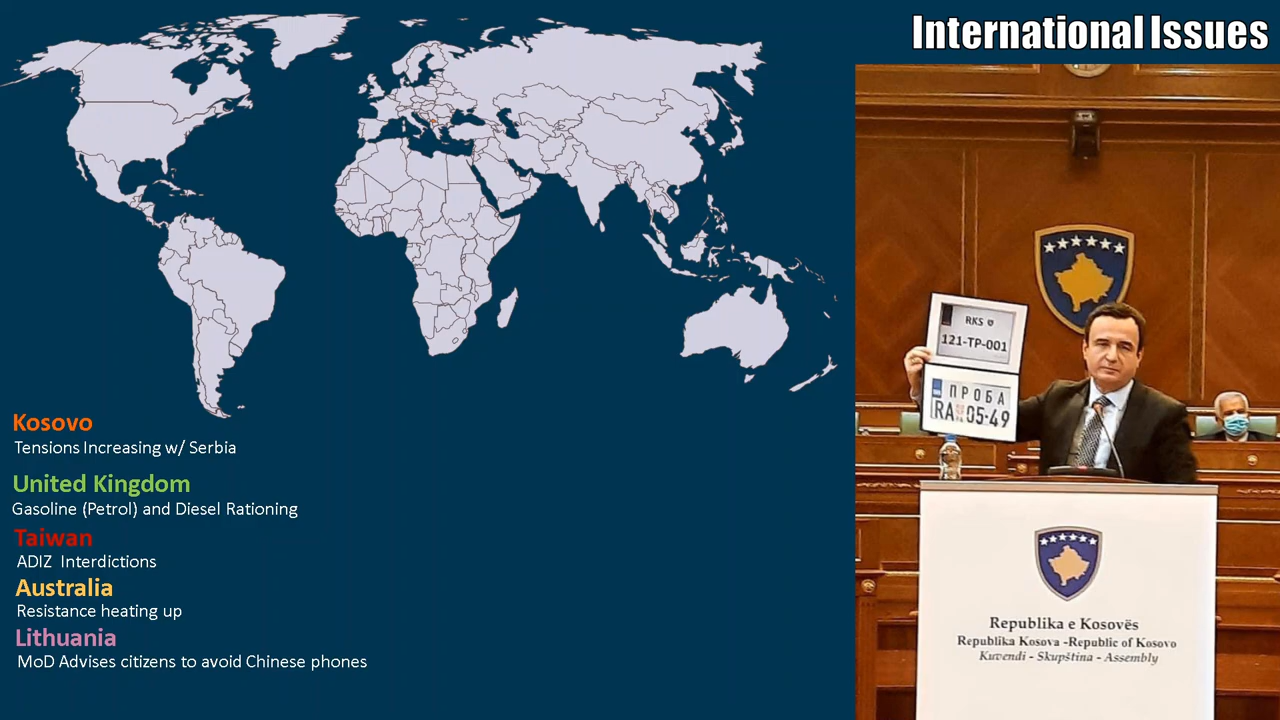 International Issues
Kosovo
Tensions Increasing w/ Serbia
United Kingdom
Gasoline (Petrol) and Diesel Rationing
Taiwan
ADIZ Interdictions
Australia
Resistance heating up
Lithuania
MoD Advises citizens to avoid Chinese phones
RKS
121-TP-001
ПРОБА
RA 05-49
Republika e Kosovës
Republika Kosova -Republic of Kosovo
Kuvendi - Skupština - Assembly